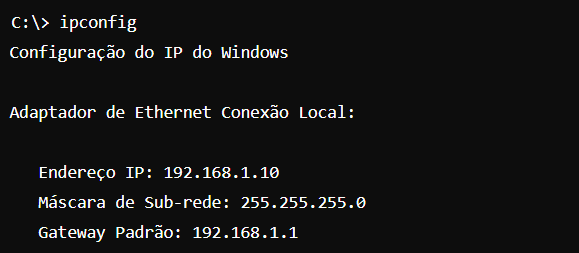 C:\> ipconfig
Configuração do IP do Windows
Adaptador de Ethernet Conexão Local:
Endereço IP: 192.168.1.10
Máscara de Sub-rede: 255.255.255.0
Gateway Padrão: 192.168.1.1